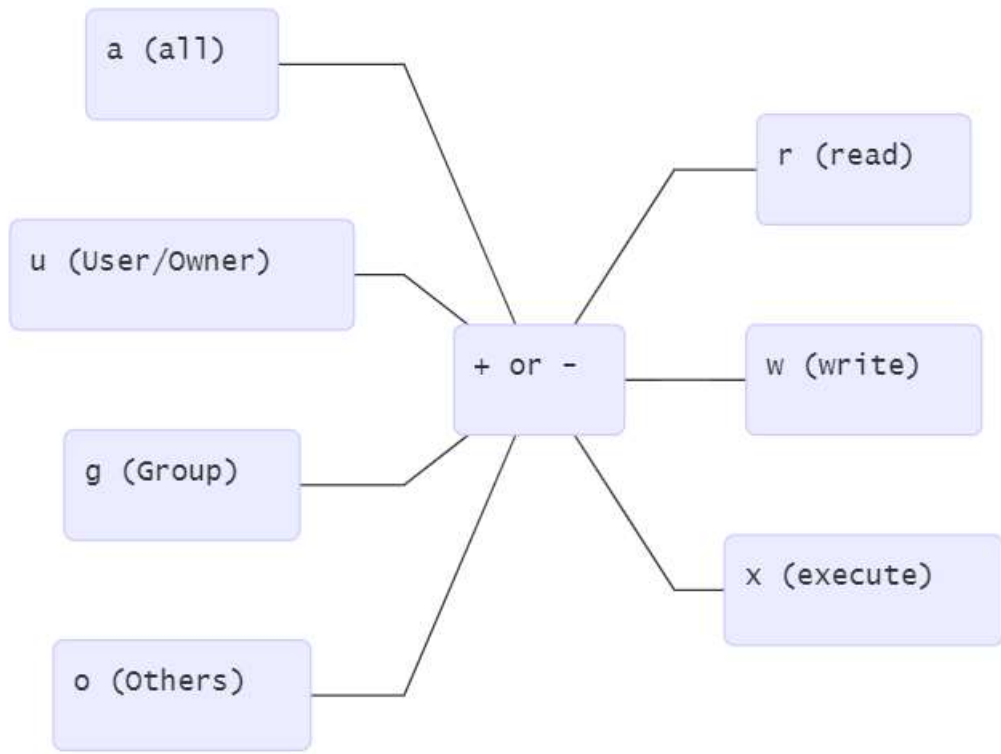 a (all)
u (User/Owner)
g (Group)
o (Others)
+ or -
r (read)
w (write)
x (execute)